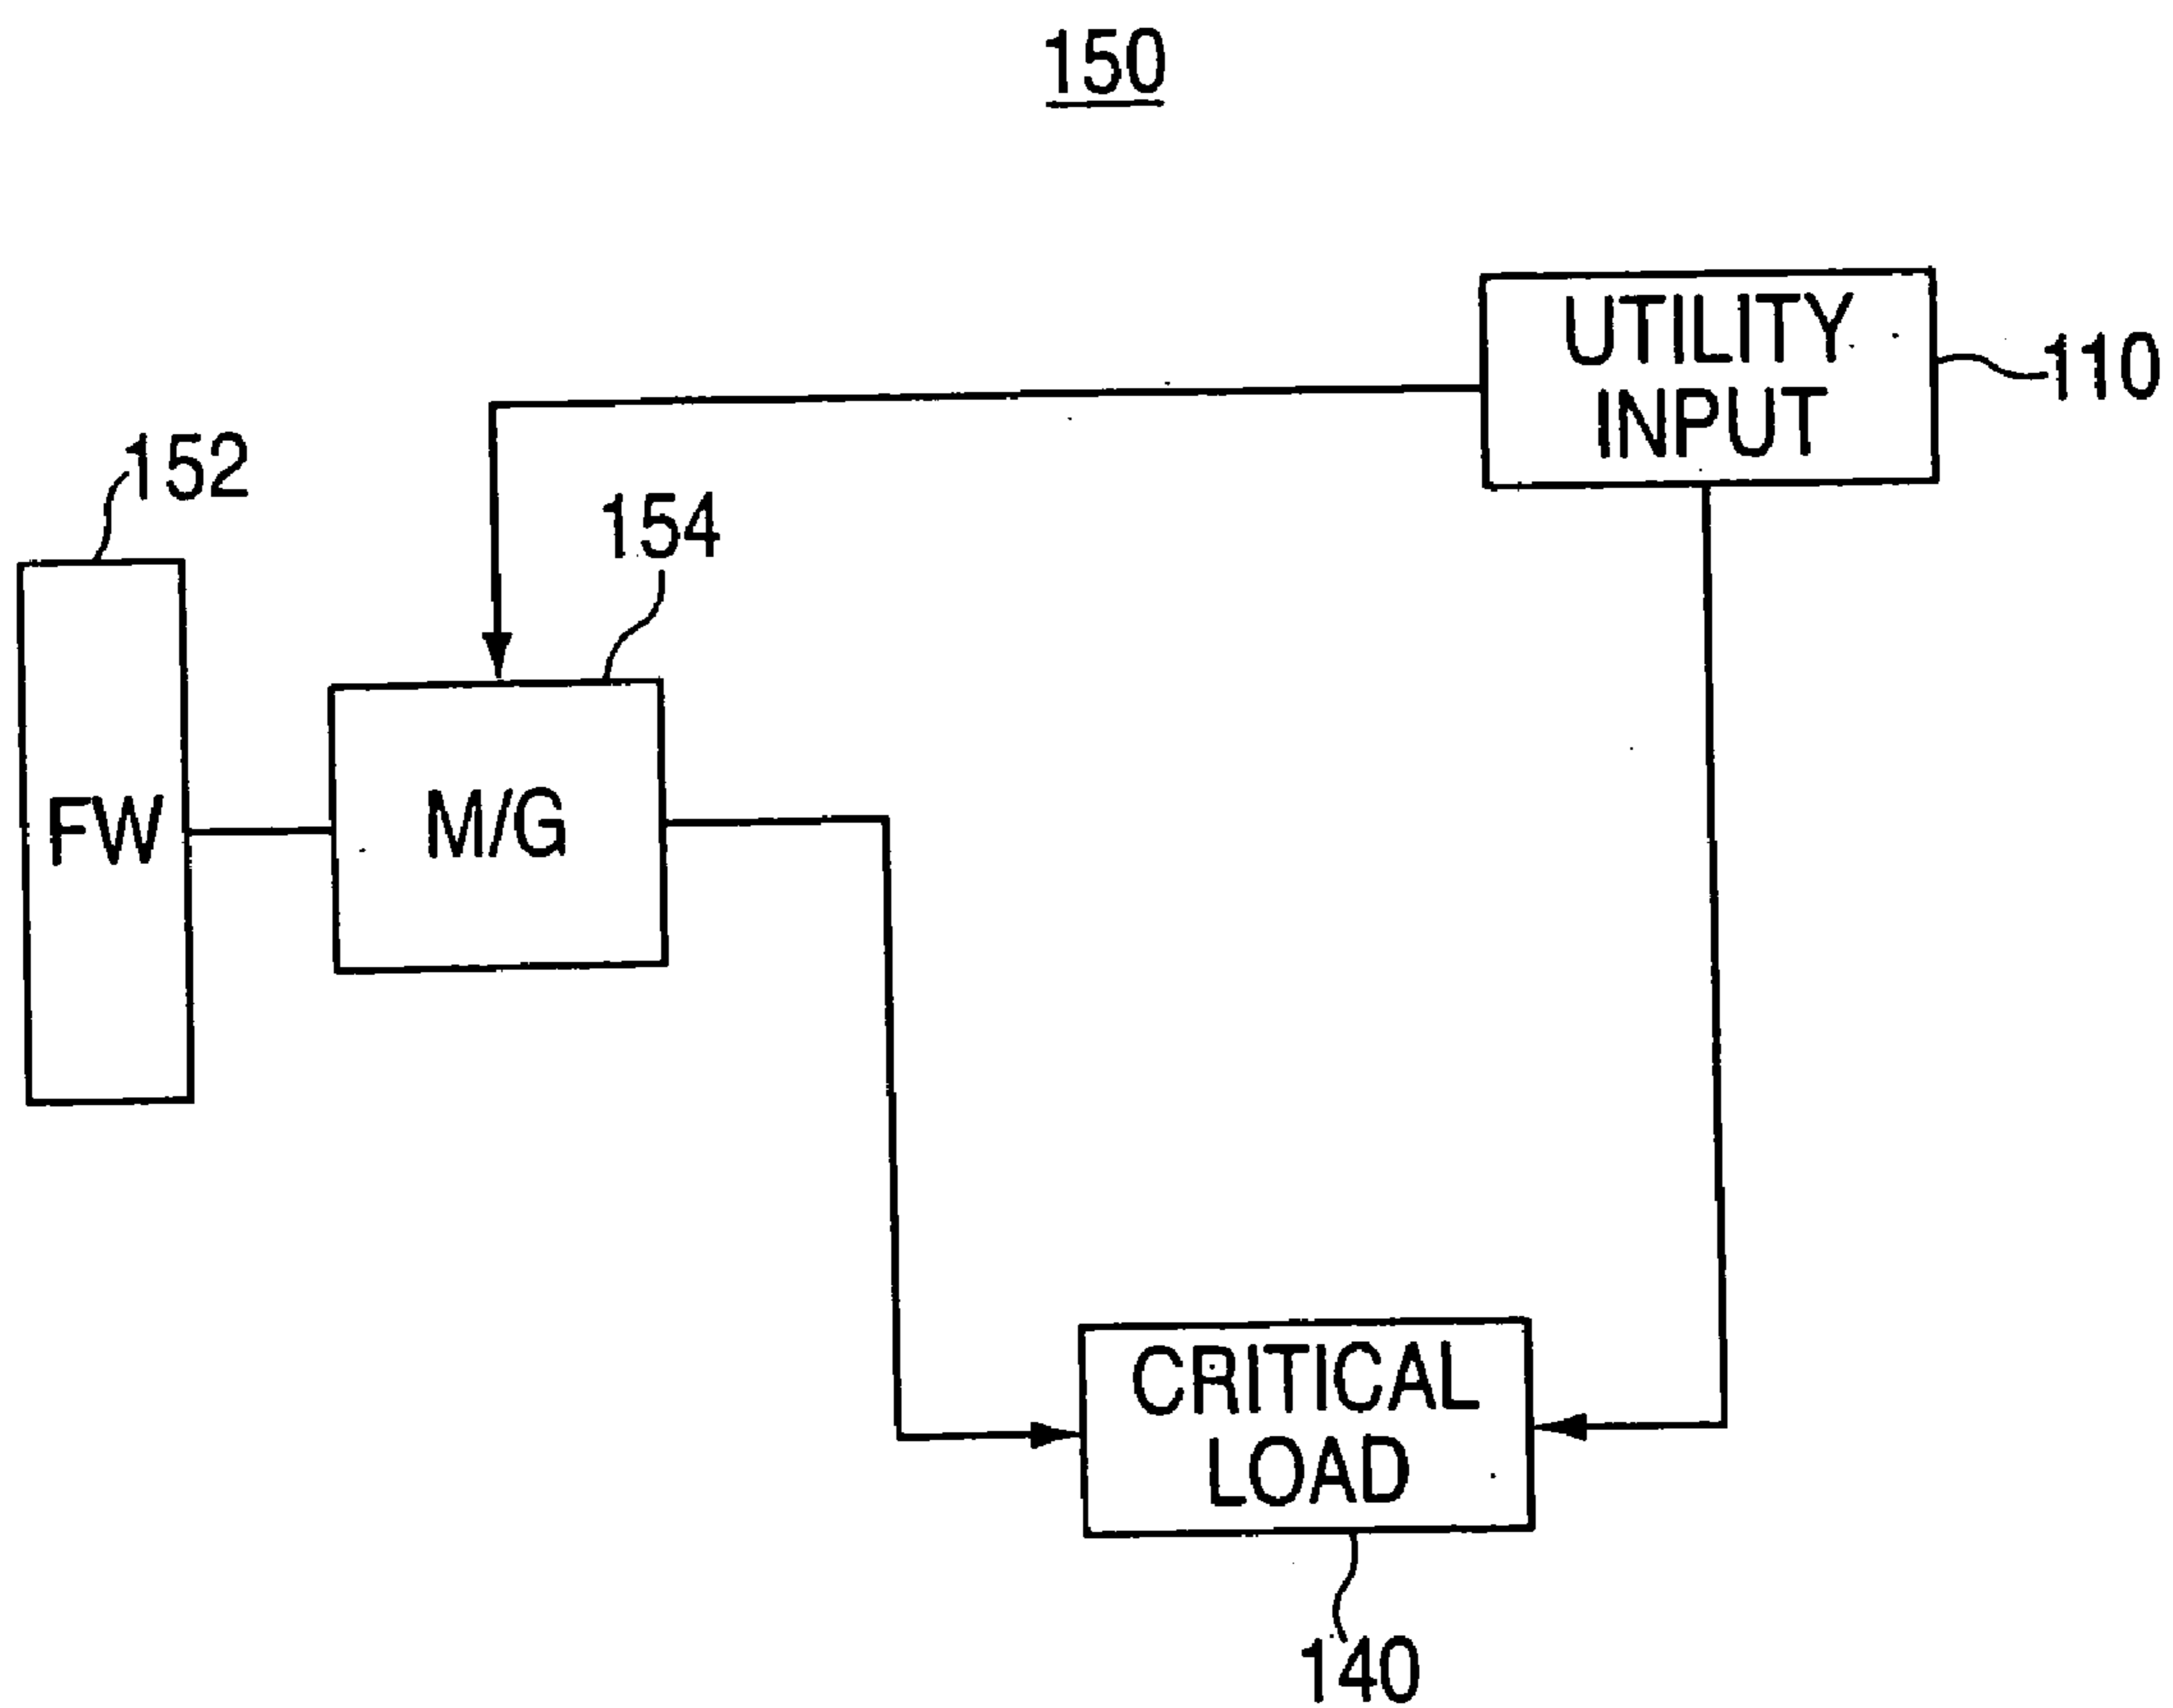 150
UTILITY
INPUT
110
152
154
FW
M/G
CRITICAL
LOAD
140